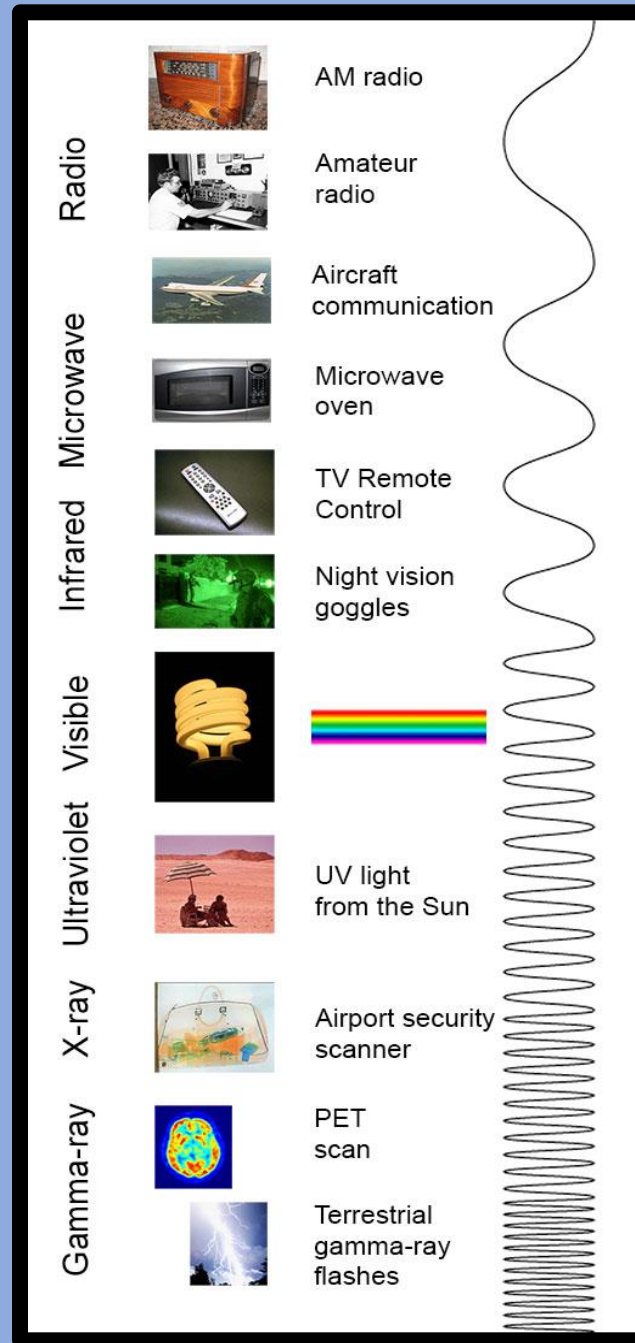 Radio
AM radio
Amateur
radio
Aircraft
communication
Microwave
Microwave
oven
Infrared
TV Remote
Control
Night vision
goggles
Visible
Ultraviolet
UV light
from the Sun
X-ray
Airport security
scanner
Gamma-ray
PET
scan
Terrestrial
gamma-ray
flashes